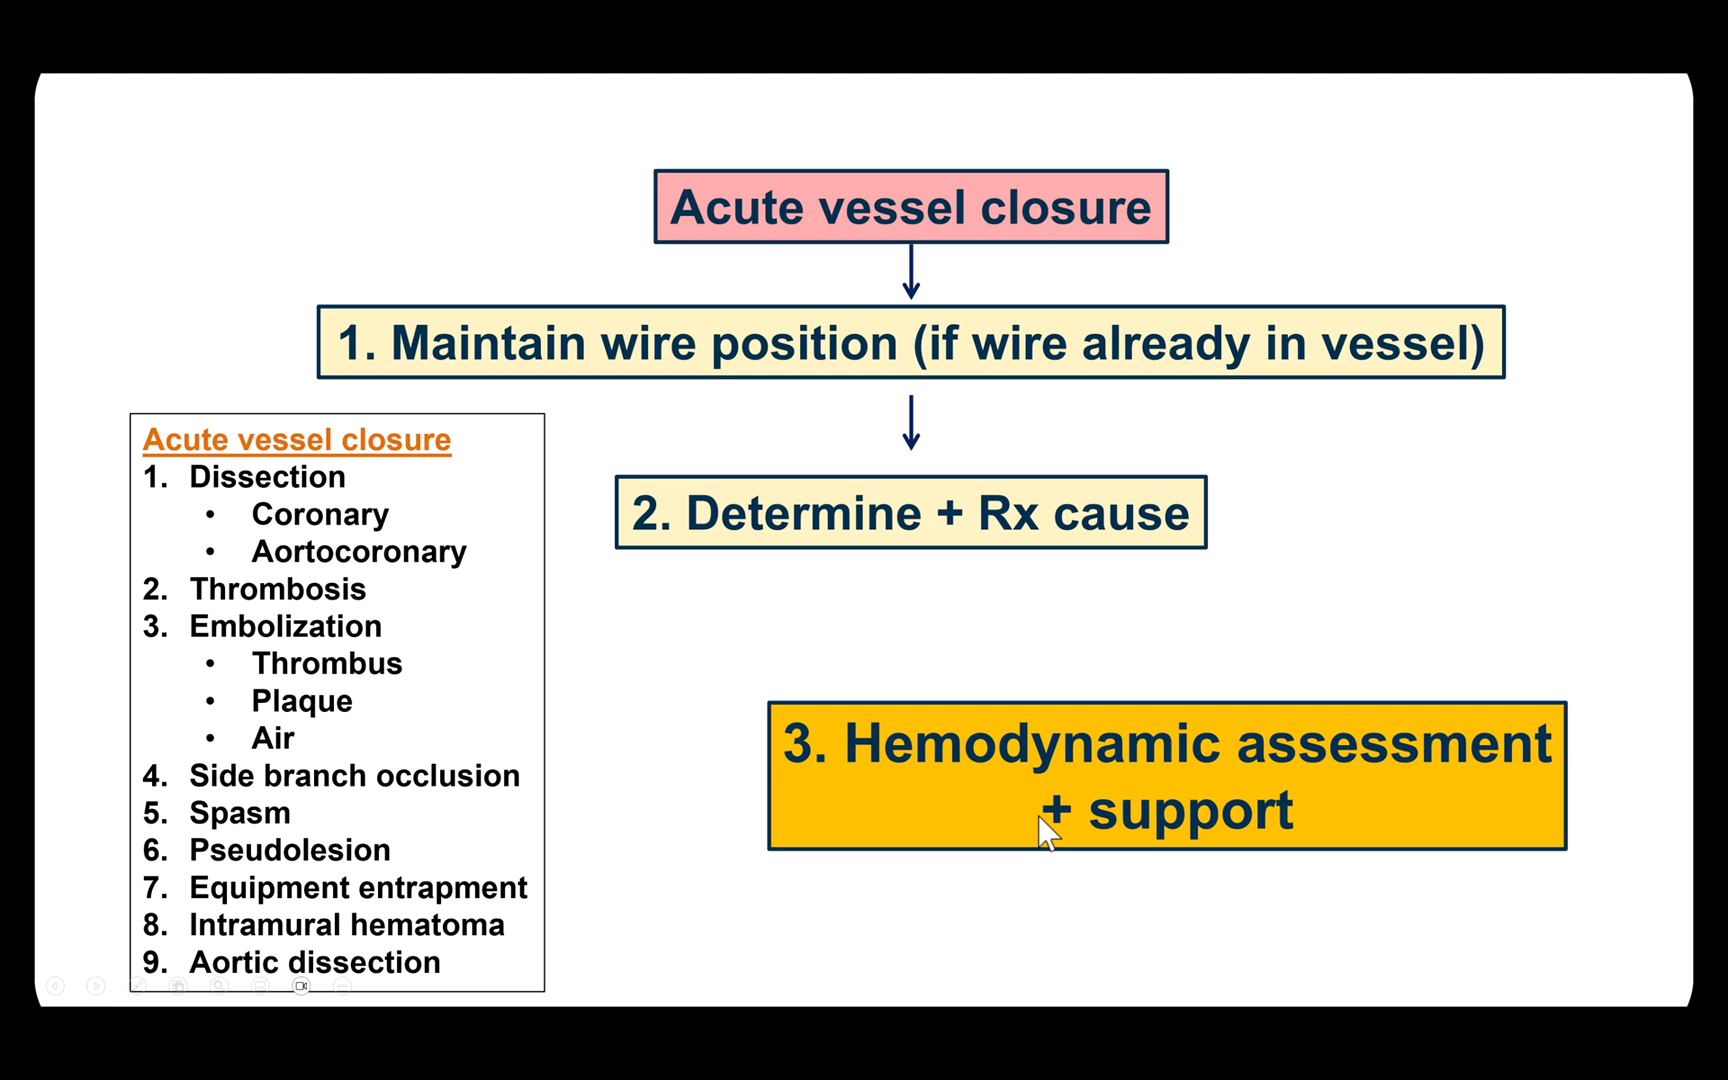 Acute vessel closure
1. Maintain wire position (if wire already in vessel)
2. Determine + Rx cause
3. Hemodynamic assessment
+ support
Acute vessel closure
1. Dissection
• Coronary
• Aortocoronary
2. Thrombosis
3. Embolization
• Thrombus
• Plaque
• Air
4. Side branch occlusion
5. Spasm
6. Pseudolesion
7. Equipment entrapment
8. Intramural hematoma
9. Aortic dissection